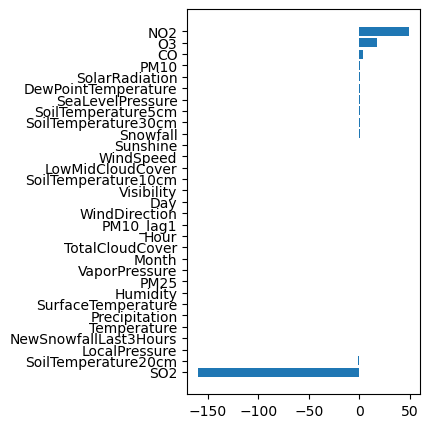 NO2
O3
CO
PM10
SolarRadiation
DewPointTemperature
SeaLevelPressure
SoilTemperature5cm
SoilTemperature30cm
Snowfall
Sunshine
WindSpeed
LowMidCloudCover
SoilTemperature10cm
Visibility
Day
WindDirection
PM10_lag1
Hour
TotalCloudCover
Month
VaporPressure
PM25
Humidity
SurfaceTemperature
Precipitation
Temperature
NewSnowfallLast3Hours
LocalPressure
SoilTemperature20cm
SO2
−150 −100 −50 0 50